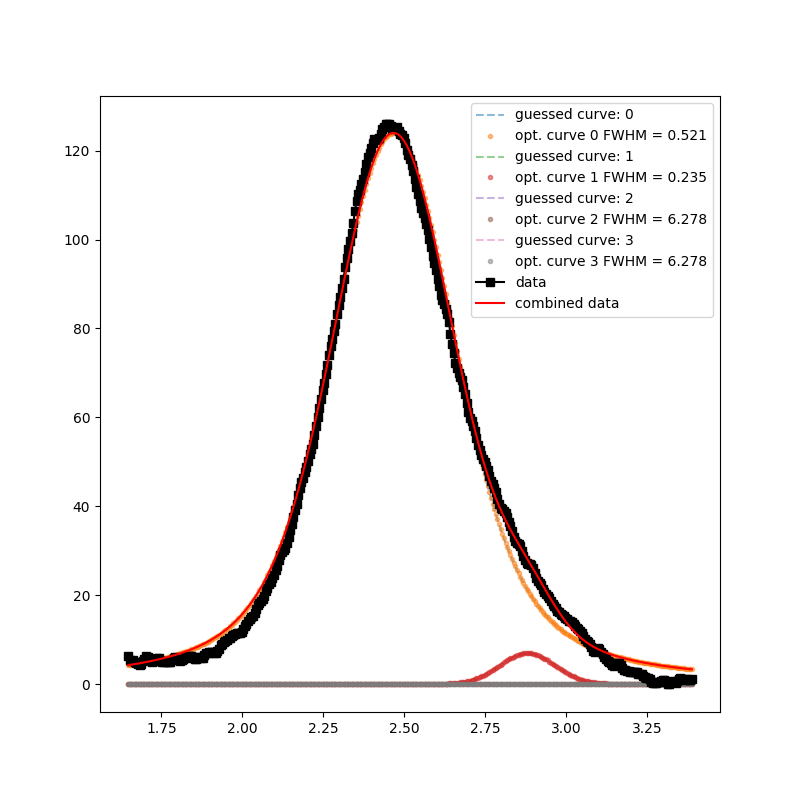 guessed curve: 0
opt. curve 0 FWHM = 0.521
guessed curve: 1
opt. curve 1 FWHM = 0.235
guessed curve: 2
opt. curve 2 FWHM = 6.278
guessed curve: 3
opt. curve 3 FWHM = 6.278
data
combined data
120
100
80
60
40
20
0
1.75 2.00 2.25 2.50 2.75 3.00 3.25